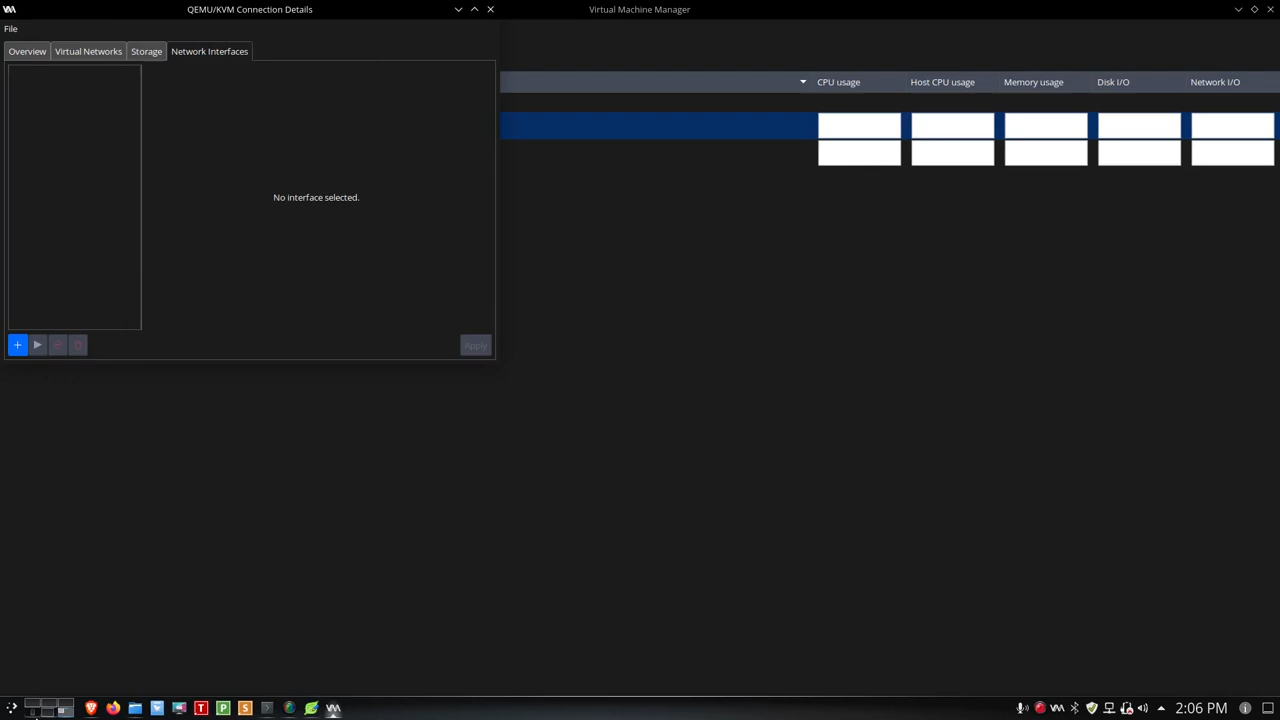 QEMU/KVM Connection Details
Virtual Machine Manager
File
Overview
Virtual Networks
Storage
Network Interfaces
CPU usage
Host CPU usage
Memory usage
Disk I/O
Network I/O
No interface selected.
Apply
T
P
S
2:06 PM